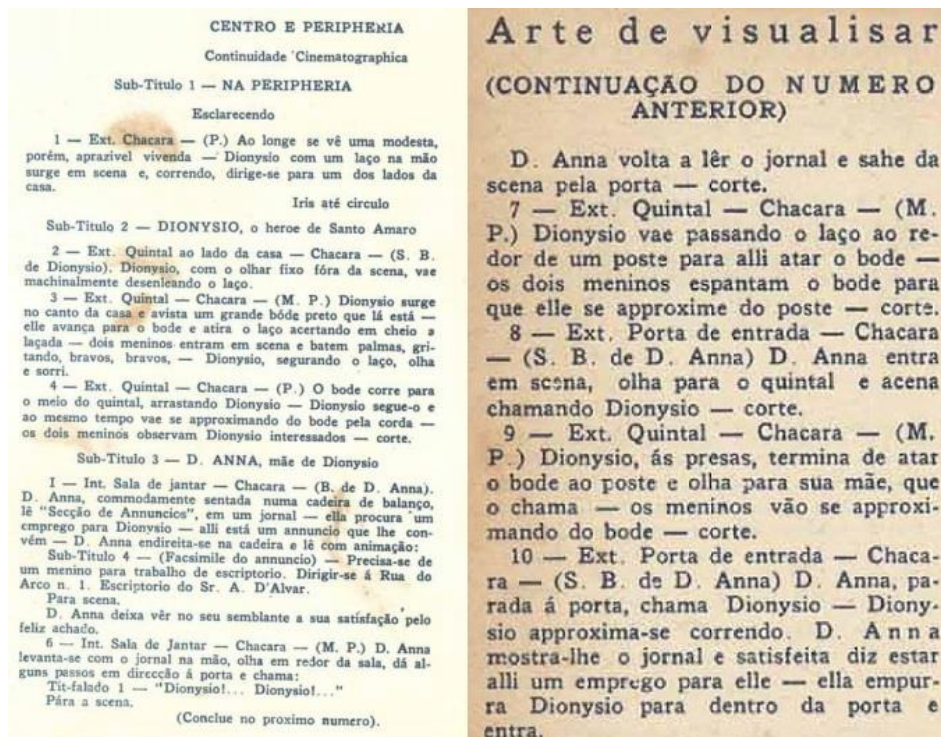 CENTRO E PERIPHERIA
Continuidade Cinematographica
Sub-Titulo 1 — NA PERIPHERIA
Esclarecendo
1 — Ext. Chacara — (P.) Ao longe se vê uma modesta,
porém, aprazivel vivenda — Dionysio com um laço na mão
surge em scena e, correndo, dirige-se para um dos lados da
casa.
Iris até circulo
Sub-Titulo 2 — DIONYSIO, o heroe de Santo Amaro
2 — Ext. Quintal ao lado da casa — Chacara — (S. B.
de Dionysio). Dionysio, com o olhar fixo fóra da scena, vae
machinalmente desenleando o laço.
3 — Ext. Quintal — Chacara — (M. P.) Dionysio surge
no canto da casa e avista um grande bóde preto que lá está —
elle avança para o bode e atira o laço acertando em cheio a
laçada — dois meninos entram em scena e batem palmas, gri-
tando, bravos, bravos, — Dionysio, segurando o laço, olha
e sorri.
4 — Ext. Quintal — Chacara — (P.) O bode corre para
o meio do quintal, arrastando Dionysio — Dionysio segue-o e
ao mesmo tempo vae se approximando do bode pela corda —
os dois meninos observam Dionysio interessados — corte.
Sub-Titulo 3 — D. ANNA, mãe de Dionysio
I — Int. Sala de jantar — Chacara — (B. de D. Anna).
D. Anna, commodamente sentada numa cadeira de balanço,
lê "Secção de Annuncios", em um jornal — ella procura um
emprego para Dionysio — alli está um annuncio que lhe con-
vém — D. Anna endireita-se na cadeira e lê com animação:
Sub-Titulo 4 — (Facsimile do annuncio) — Precisa-se de
um menino para trabalho de escriptorio. Dirigir-se á Rua do
Arco n. 1. Escriptorio do Sr. A. D'Alvar.
Para scena.
D. Anna deixa vêr no seu semblante a sua satisfação pelo
feliz achado.
6 — Int. Sala de Jantar — Chacara — (M. P.) D. Anna
levanta-se com o jornal na mão, olha em redor da sala, dá al-
guns passos em direcção á porta e chama:
Tit-falado 1 — "Dionysio!... Dionysio!..."
Pára a scena.
(Conclue no proximo numero).
Arte de visualisar
(CONTINUAÇÃO DO NUMERO
ANTERIOR)
D. Anna volta a lêr o jornal e sahe da
scena pela porta — corte.
7 — Ext. Quintal — Chacara — (M.
P.) Dionysio vae passando o laço ao re-
dor de um poste para alli atar o bode —
os dois meninos espantam o bode para
que elle se approxime do poste — corte.
8 — Ext. Porta de entrada — Chacara
— (S. B. de D. Anna) D. Anna entra
em scena, olha para o quintal e acena
chamando Dionysio — corte.
9 — Ext. Quintal — Chacara — (M.
P.) Dionysio, ás presas, termina de atar
o bode ao poste e olha para sua mãe, que
o chama — os meninos vão se approxi-
mando do bode — corte.
10 — Ext. Porta de entrada — Chaca-
ra — (S. B. de D. Anna) D. Anna, pa-
rada á porta, chama Dionysio — Diony-
sio approxima-se correndo. D. Anna
mostra-lhe o jornal e satisfeita diz estar
alli um emprego para elle — ella empur-
ra Dionysio para dentro da porta e
entra.